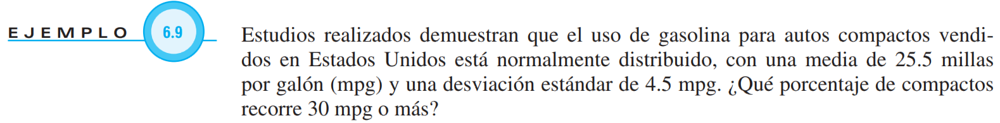 EJEMPLO 6.9
Estudios realizados demuestran que el uso de gasolina para autos compactos vendi-
dos en Estados Unidos está normalmente distribuido, con una media de 25.5 millas
por galón (mpg) y una desviación estándar de 4.5 mpg. ¿Qué porcentaje de compactos
recorre 30 mpg o más?